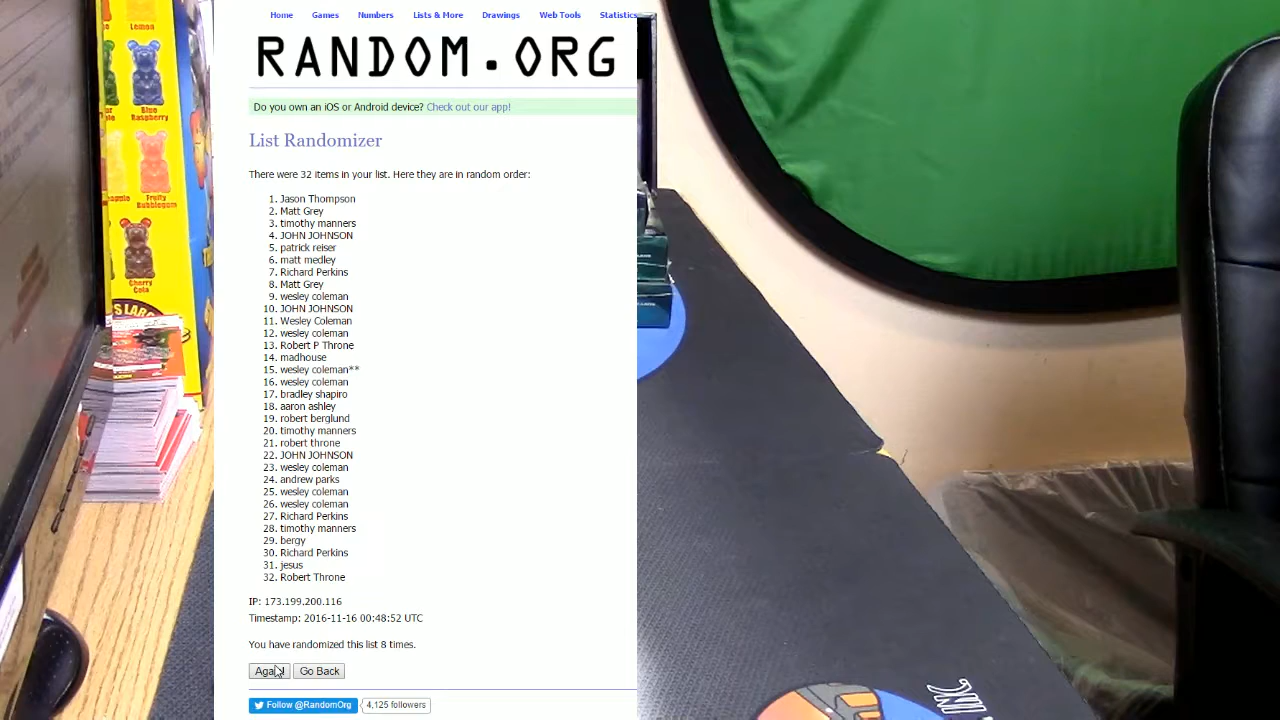 Home Games Numbers Lists & More Drawings Web Tools Statistics
RANDOM.ORG
Do you own an iOS or Android device? Check out our app!
List Randomizer
There were 32 items in your list. Here they are in random order:
1. Jason Thompson
2. Matt Grey
3. timothy manners
4. JOHN JOHNSON
5. patrick reiser
6. matt medley
7. Richard Perkins
8. Matt Grey
9. wesley coleman
10. JOHN JOHNSON
11. Wesley Coleman
12. wesley coleman
13. Robert P Throne
14. madhouse
15. wesley coleman**
16. wesley coleman
17. bradley shapiro
18. aaron ashley
19. robert berglund
20. timothy manners
21. robert throne
22. JOHN JOHNSON
23. wesley coleman
24. andrew parks
25. wesley coleman
26. wesley coleman
27. Richard Perkins
28. timothy manners
29. bergy
30. Richard Perkins
31. jesus
32. Robert Throne
IP: 173.199.200.116
Timestamp: 2016-11-16 00:48:52 UTC
You have randomized this list 8 times.
Again! Go Back
Follow @RandomOrg 4,125 followers
Lemon
Blue
Raspberry
Fruity
Bubblegum
Cherry
Cola